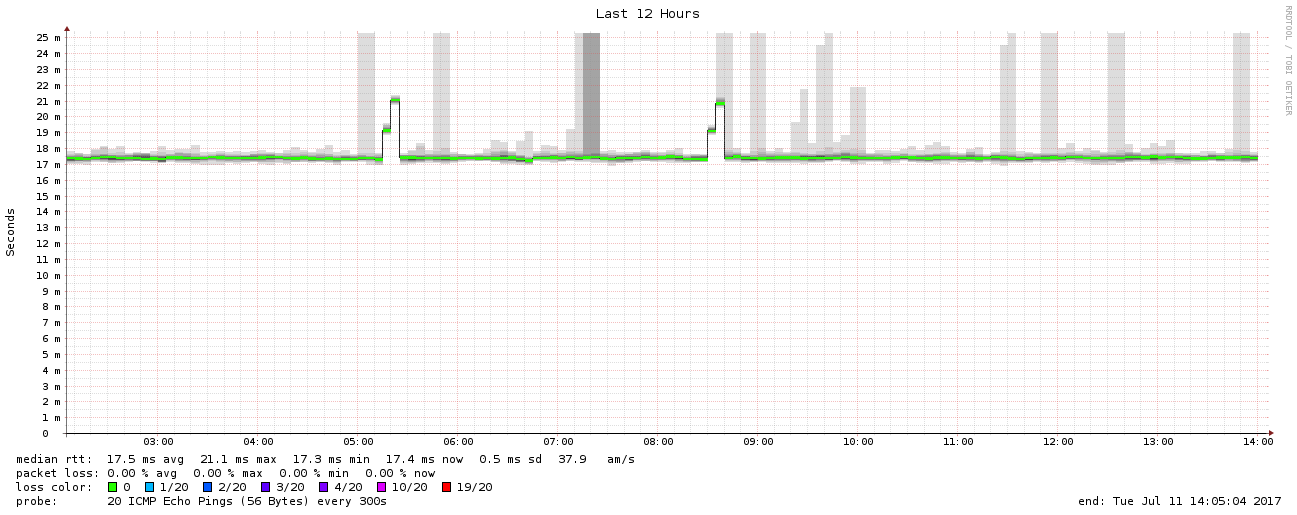 Last 12 Hours
RRDTOOL / TOBI OETIKER
Seconds
25 m
24 m
23 m
22 m
21 m
20 m
19 m
18 m
17 m
16 m
15 m
14 m
13 m
12 m
11 m
10 m
9 m
8 m
7 m
6 m
5 m
4 m
3 m
2 m
1 m
0
03:00 04:00 05:00 06:00 07:00 08:00 09:00 10:00 11:00 12:00 13:00 14:00
median rtt: 17.5 ms avg 21.1 ms max 17.3 ms min 17.4 ms now 0.5 ms sd 37.9 am/s
packet loss: 0.00 % avg 0.00 % max 0.00 % min 0.00 % now
loss color: 0 1/20 2/20 3/20 4/20 10/20 19/20
probe: 20 ICMP Echo Pings (56 Bytes) every 300s end: Tue Jul 11 14:05:04 2017